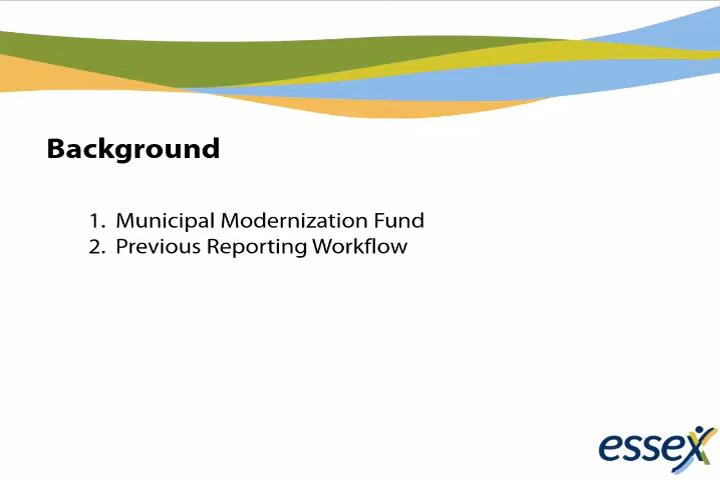 Background
1. Municipal Modernization Fund
2. Previous Reporting Workflow
essex